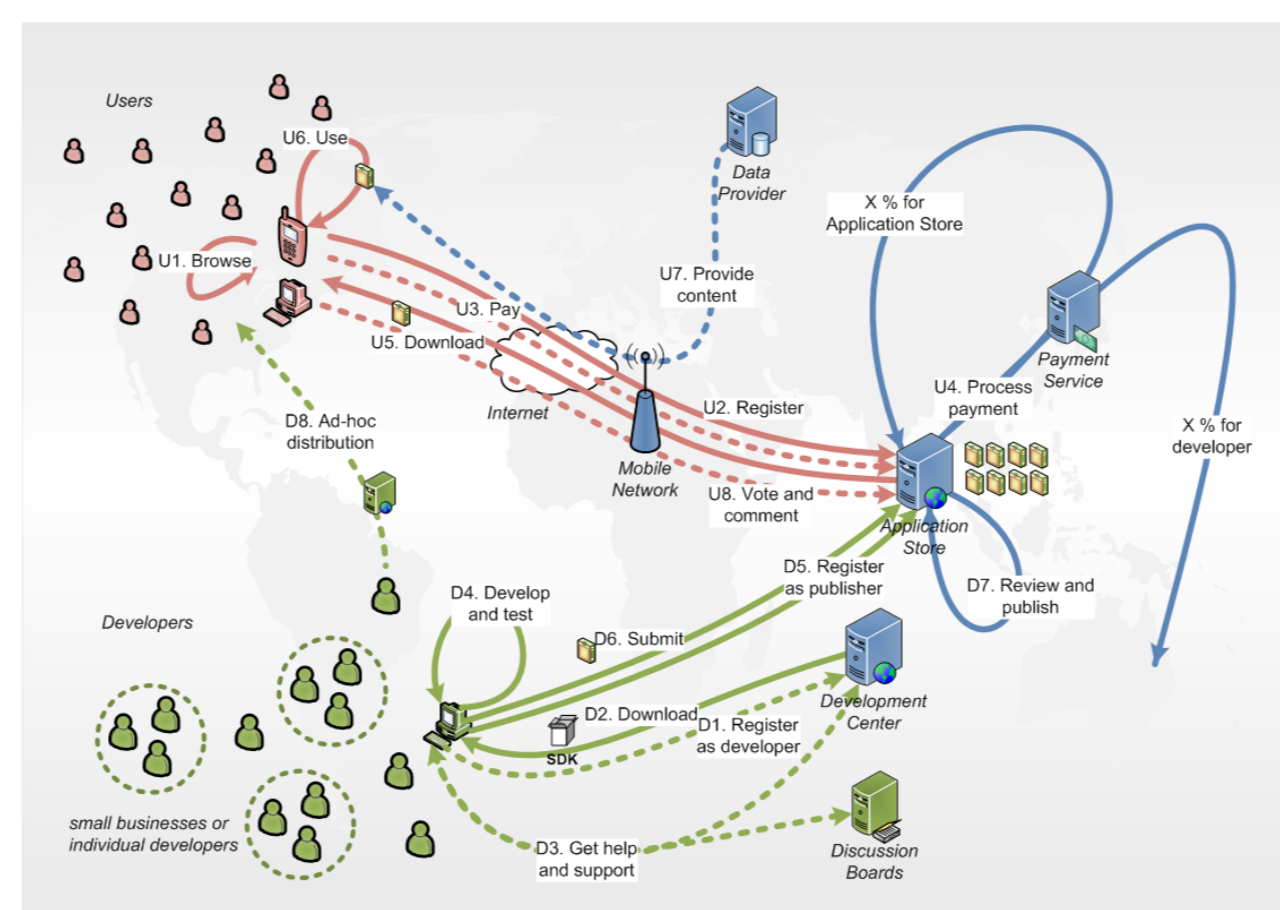 Users
U6. Use
Data
Provider
X % for
Application Store
U1. Browse
U7. Provide
content
U3. Pay
U5. Download
Internet
Payment
Service
U4. Process
payment
U2. Register
X % for
developer
D8. Ad-hoc
distribution
Mobile
Network
U8. Vote and
comment
Application
Store
D5. Register
as publisher
D7. Review and
publish
D4. Develop
and test
Developers
D6. Submit
Development
Center
D2. Download
D1. Register
as developer
SDK
small businesses or
individual developers
D3. Get help
and support
Discussion
Boards